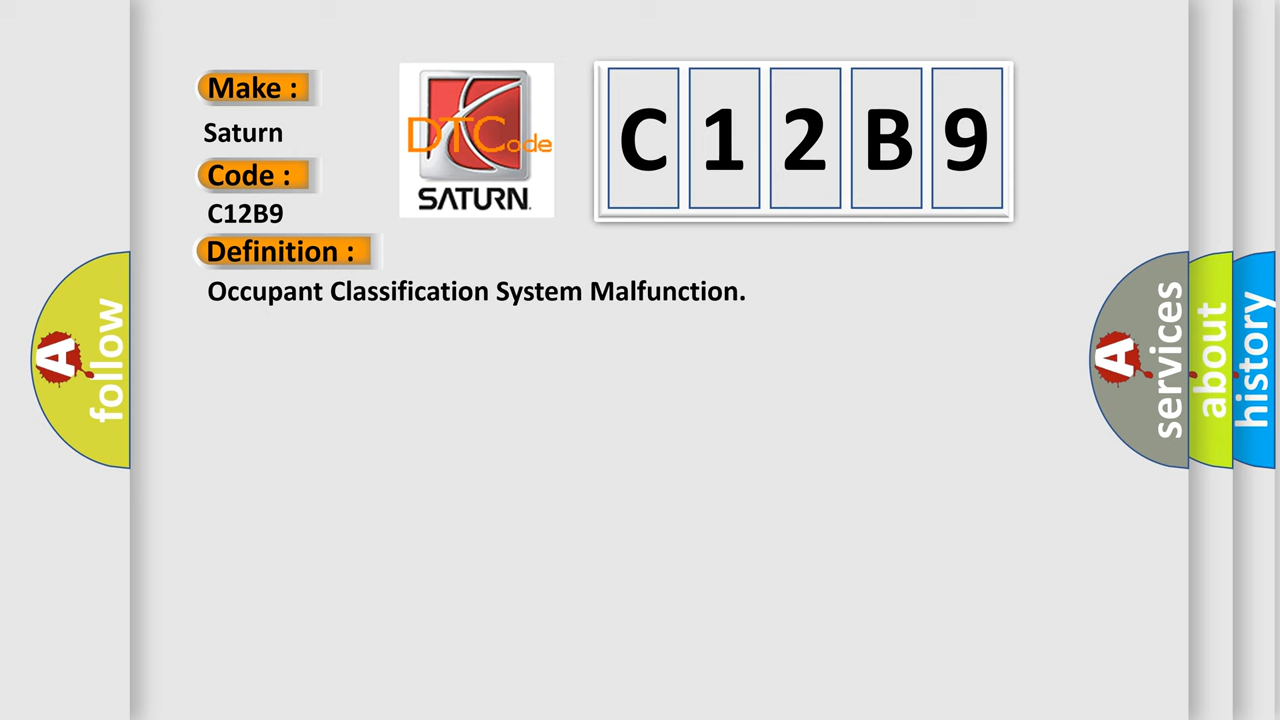 Make :
Saturn
Code :
C12B9
Definition :
Occupant Classification System Malfunction.
DTCode
SATURN
C 1 2 B 9
A follow
A services
about
history